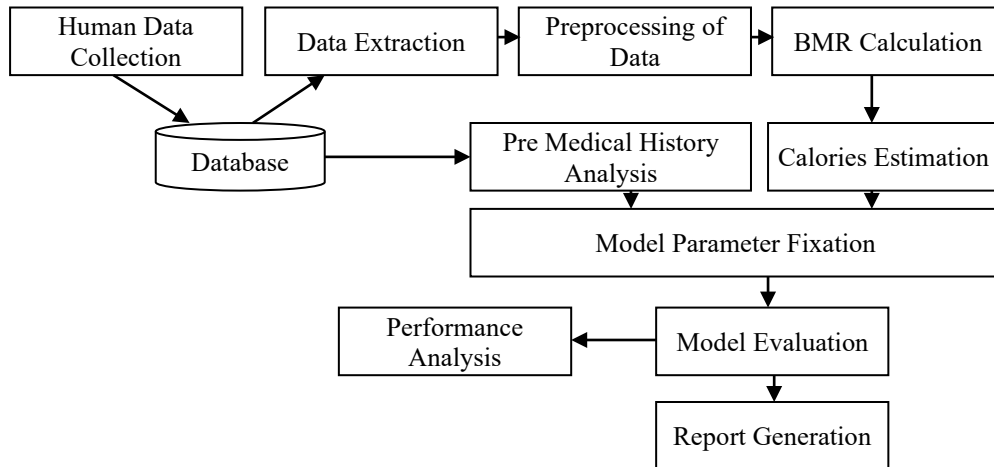 Human Data
Collection
Data Extraction
Preprocessing of
Data
BMR Calculation
Database
Pre Medical History
Analysis
Calories Estimation
Model Parameter Fixation
Performance
Analysis
Model Evaluation
Report Generation